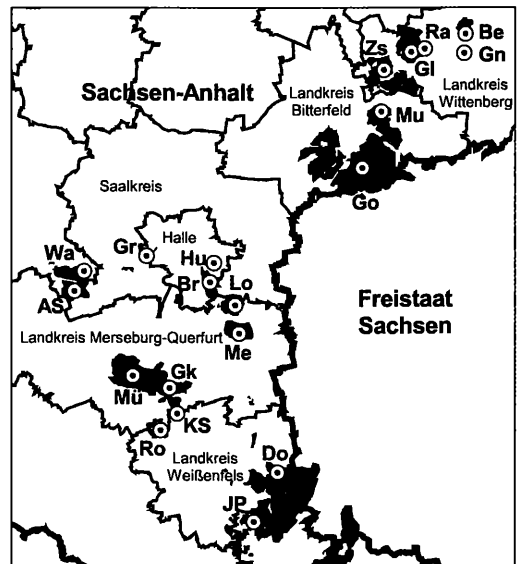 Ra
Be
Zs
Gl
Gn
Sachsen-Anhalt
Landkreis
Bitterfeld
Landkreis
Wittenberg
Mu
Saalkreis
Go
Halle
Wa
Gr
Hu
Br
Lo
AS
Freistaat
Sachsen
Landkreis Merseburg-Querfurt
Me
Gk
Mü
KS
Ro
Landkreis
Weißenfels
Do
JP